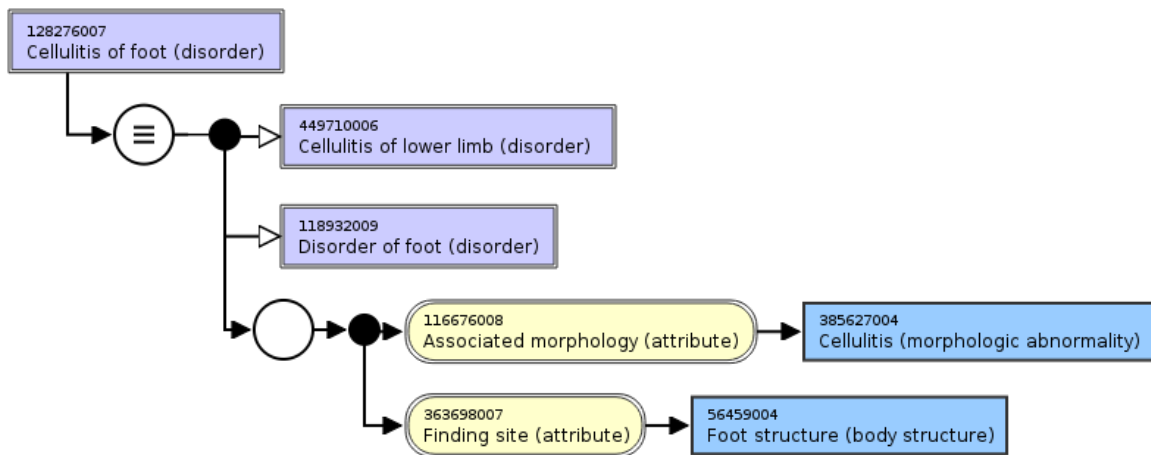 128276007
Cellulitis of foot (disorder)
449710006
Cellulitis of lower limb (disorder)
118932009
Disorder of foot (disorder)
116676008
Associated morphology (attribute)
385627004
Cellulitis (morphologic abnormality)
363698007
Finding site (attribute)
56459004
Foot structure (body structure)